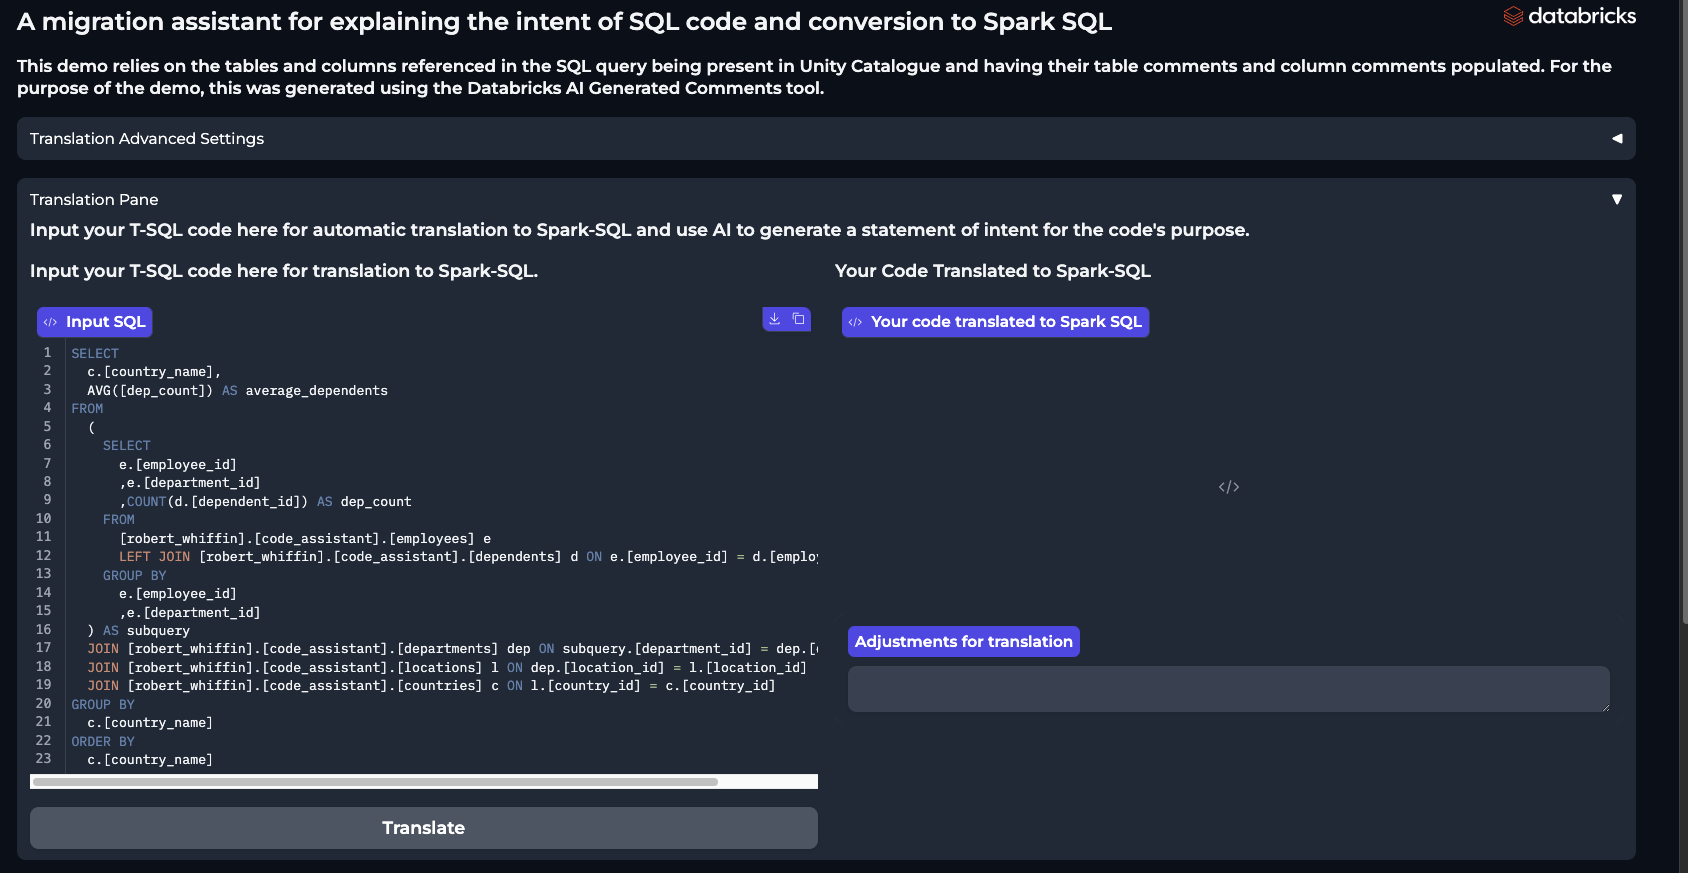 A migration assistant for explaining the intent of SQL code and conversion to Spark SQL
databricks
This demo relies on the tables and columns referenced in the SQL query being present in Unity Catalogue and having their table comments and column comments populated. For the
purpose of the demo, this was generated using the Databricks AI Generated Comments tool.
Translation Advanced Settings
Translation Pane
Input your T-SQL code here for automatic translation to Spark-SQL and use AI to generate a statement of intent for the code's purpose.
Input your T-SQL code here for translation to Spark-SQL.
</> Input SQL
1 SELECT
2 c.[country_name],
3 AVG([dep_count]) AS average_dependents
4 FROM
5 (
6 SELECT
7 e.[employee_id]
8 ,e.[department_id]
9 ,COUNT(d.[dependent_id]) AS dep_count
10 FROM
11 [robert_whiffin].[code_assistant].[employees] e
12 LEFT JOIN [robert_whiffin].[code_assistant].[dependents] d ON e.[employee_id] = d.[employ
13 GROUP BY
14 e.[employee_id]
15 ,e.[department_id]
16 ) AS subquery
17 JOIN [robert_whiffin].[code_assistant].[departments] dep ON subquery.[department_id] = dep.[
18 JOIN [robert_whiffin].[code_assistant].[locations] l ON dep.[location_id] = l.[location_id]
19 JOIN [robert_whiffin].[code_assistant].[countries] c ON l.[country_id] = c.[country_id]
20 GROUP BY
21 c.[country_name]
22 ORDER BY
23 c.[country_name]
Translate
Your Code Translated to Spark-SQL
</> Your code translated to Spark SQL
</>
Adjustments for translation